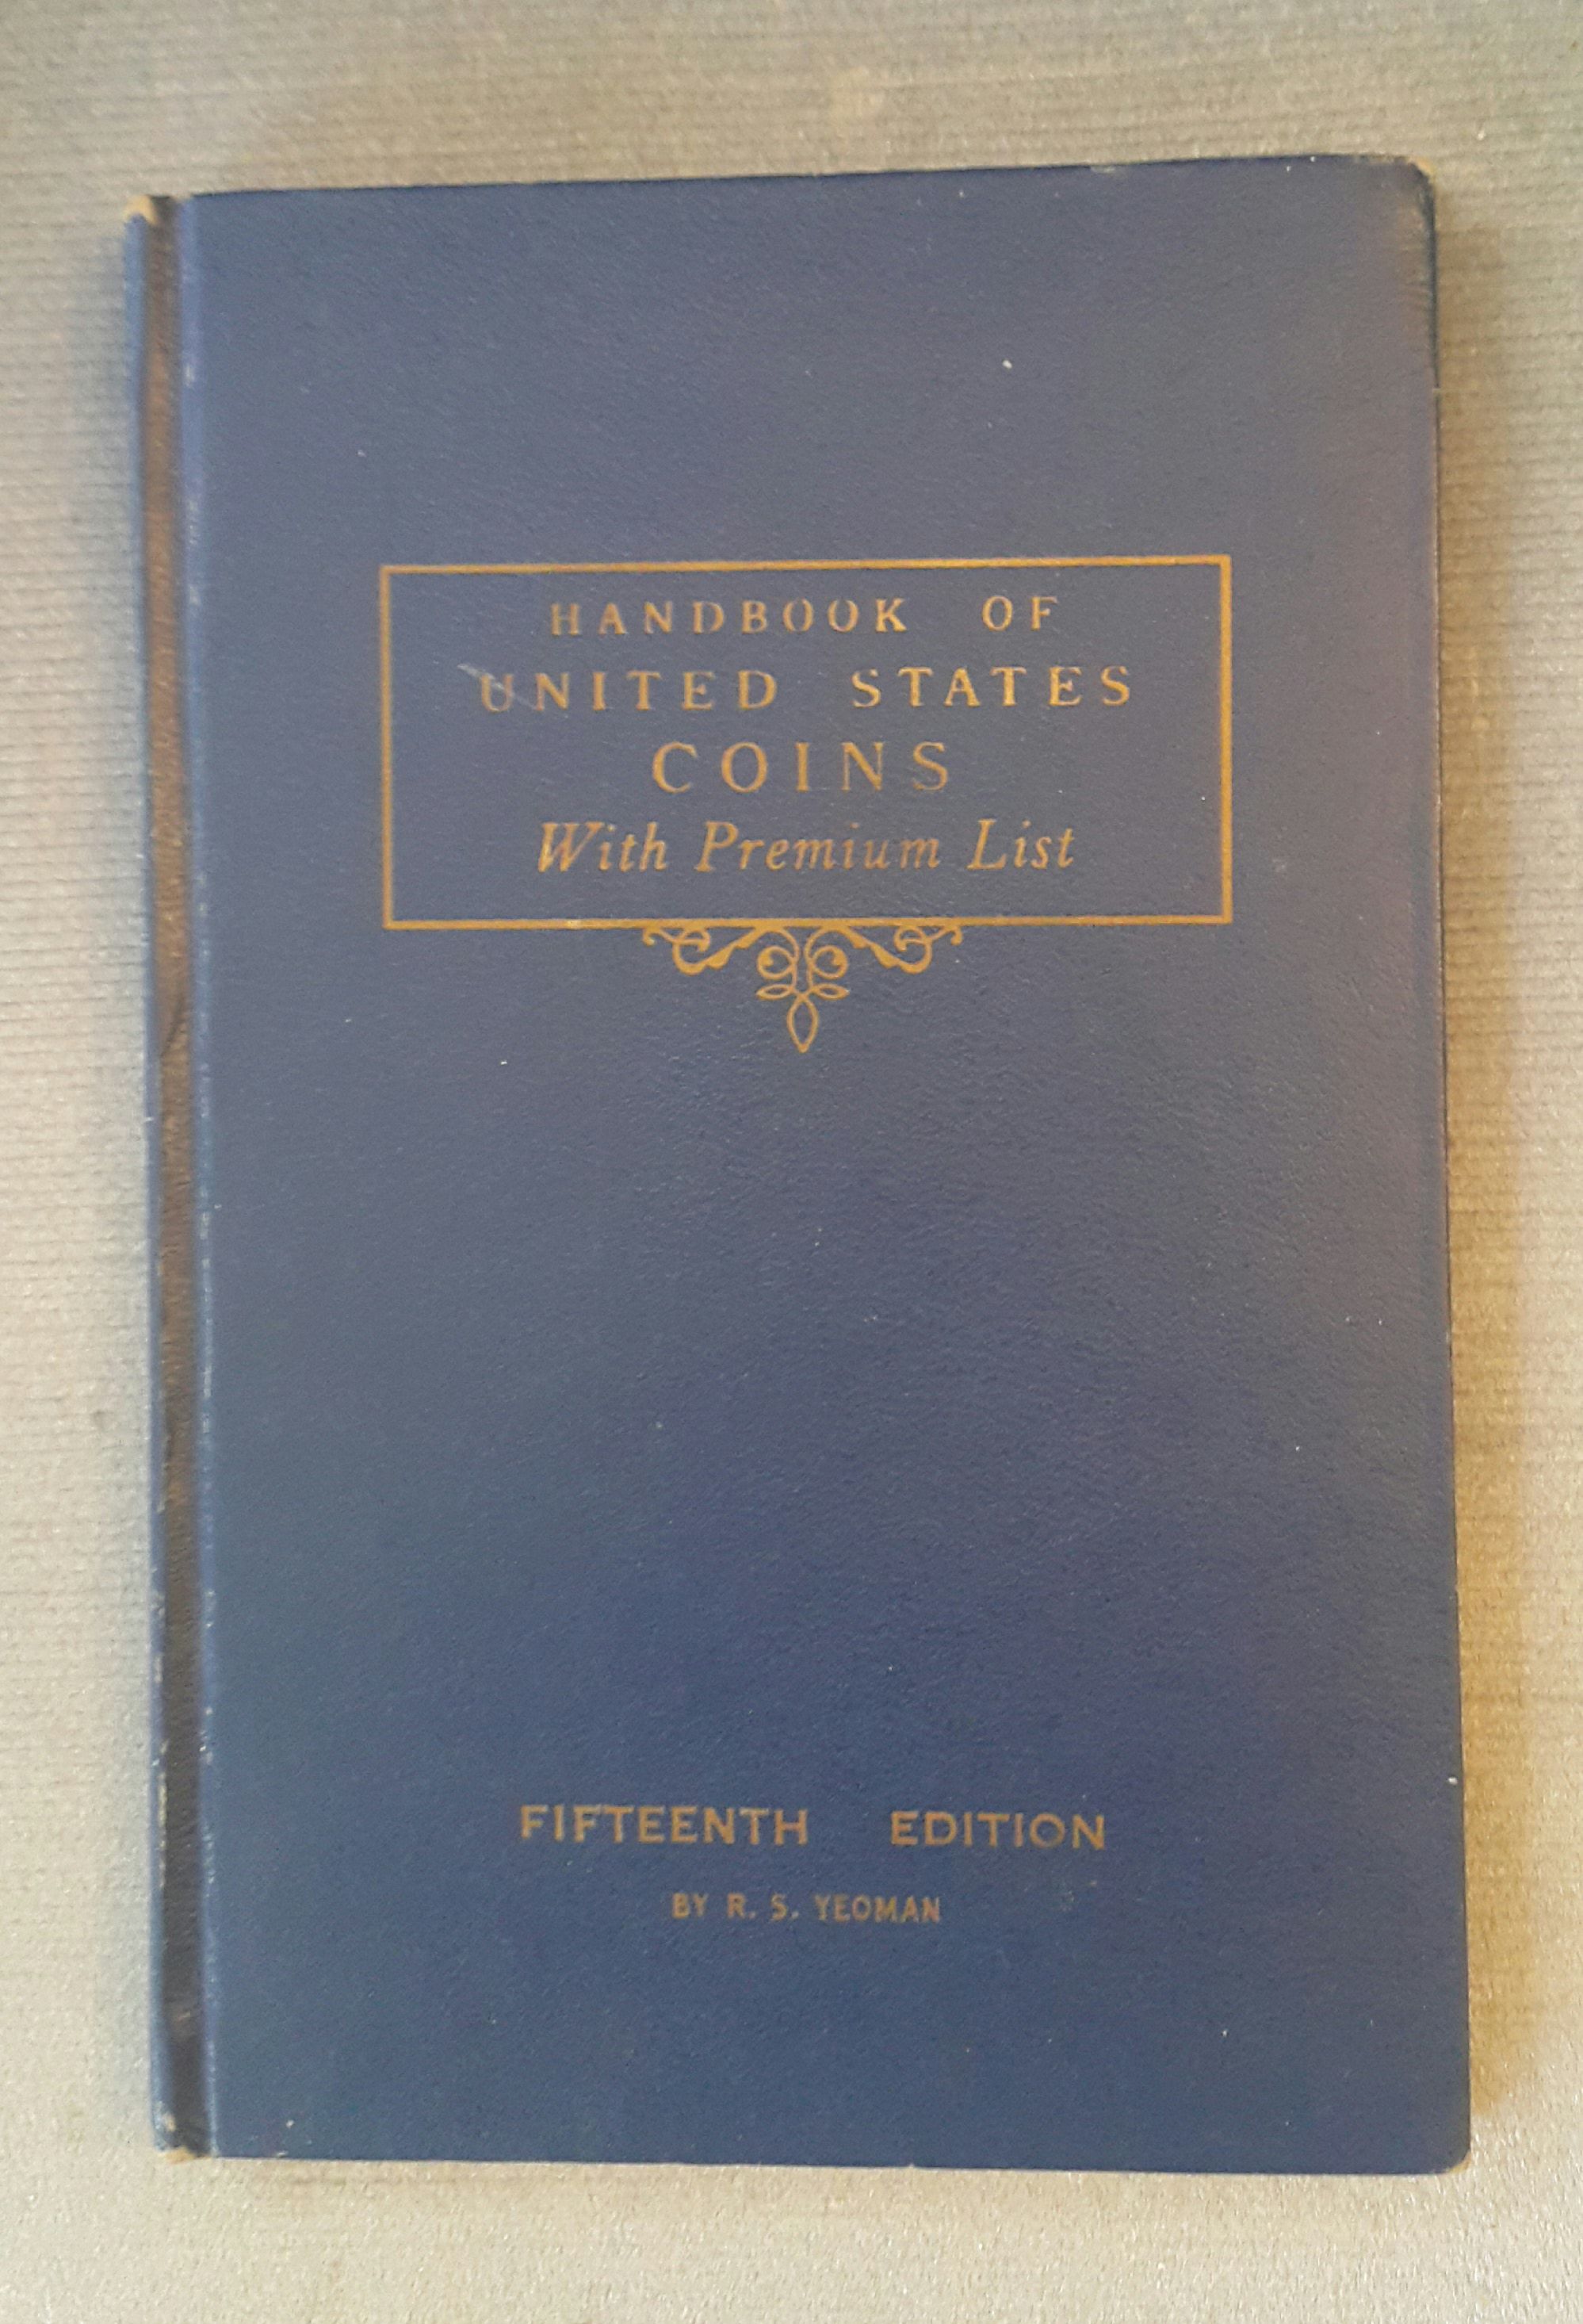 HANDBOOK OF
UNITED STATES
COINS
With Premium List
FIFTEENTH EDITION
BY R. S. YEOMAN